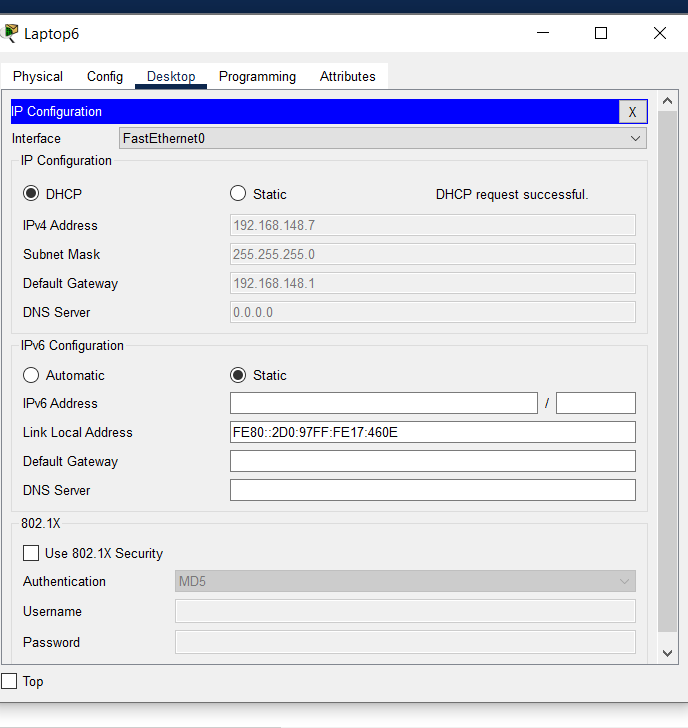 Laptop6
Physical Config Desktop Programming Attributes
IP Configuration X
Interface FastEthernet0
IP Configuration
DHCP Static DHCP request successful.
IPv4 Address 192.168.148.7
Subnet Mask 255.255.255.0
Default Gateway 192.168.148.1
DNS Server 0.0.0.0
IPv6 Configuration
Automatic Static
IPv6 Address /
Link Local Address FE80::2D0:97FF:FE17:460E
Default Gateway
DNS Server
802.1X
Use 802.1X Security
Authentication MD5
Username
Password
Top